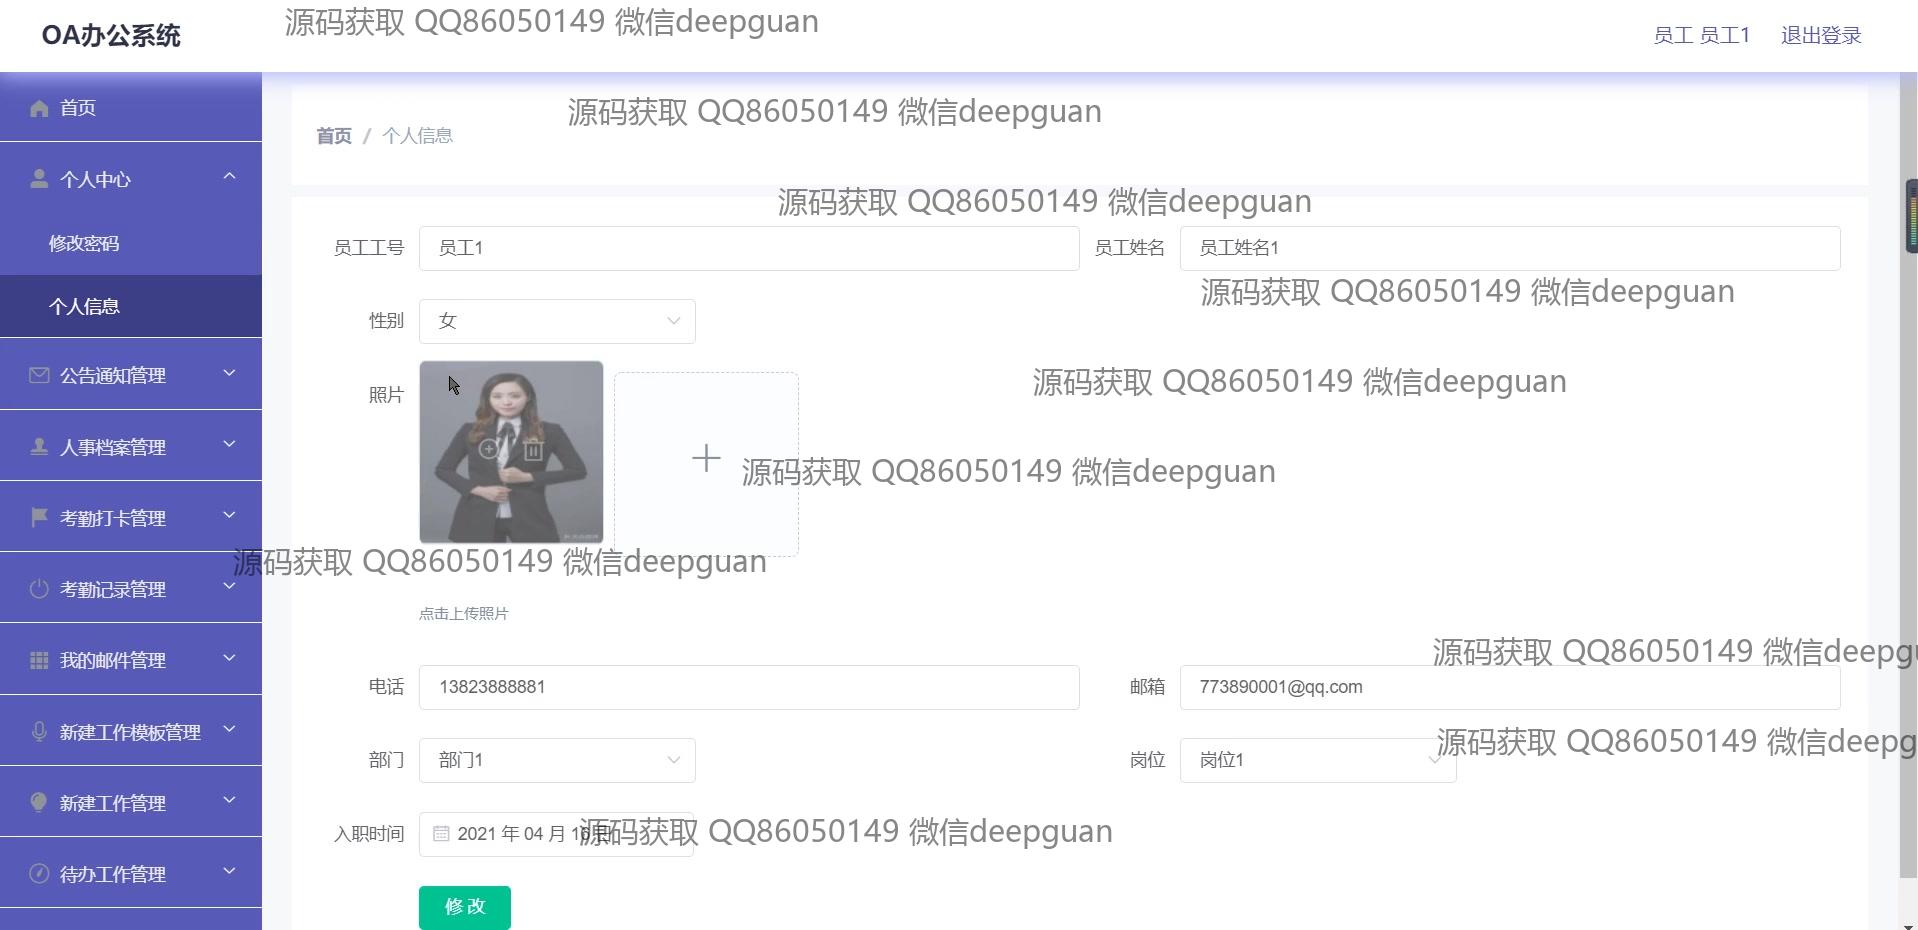 OA办公系统
源码获取 QQ86050149 微信deepguan
员工 员工1
退出登录
首页
源码获取 QQ86050149 微信deepguan
首页 / 个人信息
个人中心
修改密码
个人信息
公告通知管理
人事档案管理
考勤打卡管理
考勤记录管理
我的邮件管理
新建工作模板管理
新建工作管理
待办工作管理
源码获取 QQ86050149 微信deepguan
员工工号 员工1
员工姓名 员工姓名1
源码获取 QQ86050149 微信deepguan
性别 女
源码获取 QQ86050149 微信deepguan
照片
源码获取 QQ86050149 微信deepguan
源码获取 QQ86050149 微信deepguan
点击上传照片
源码获取 QQ86050149 微信deepgu
电话 13823888881
邮箱 773890001@qq.com
源码获取 QQ86050149 微信deepg
部门 部门1
岗位 岗位1
入职时间 2021 年 04 月 16 日
源码获取 QQ86050149 微信deepguan
修改